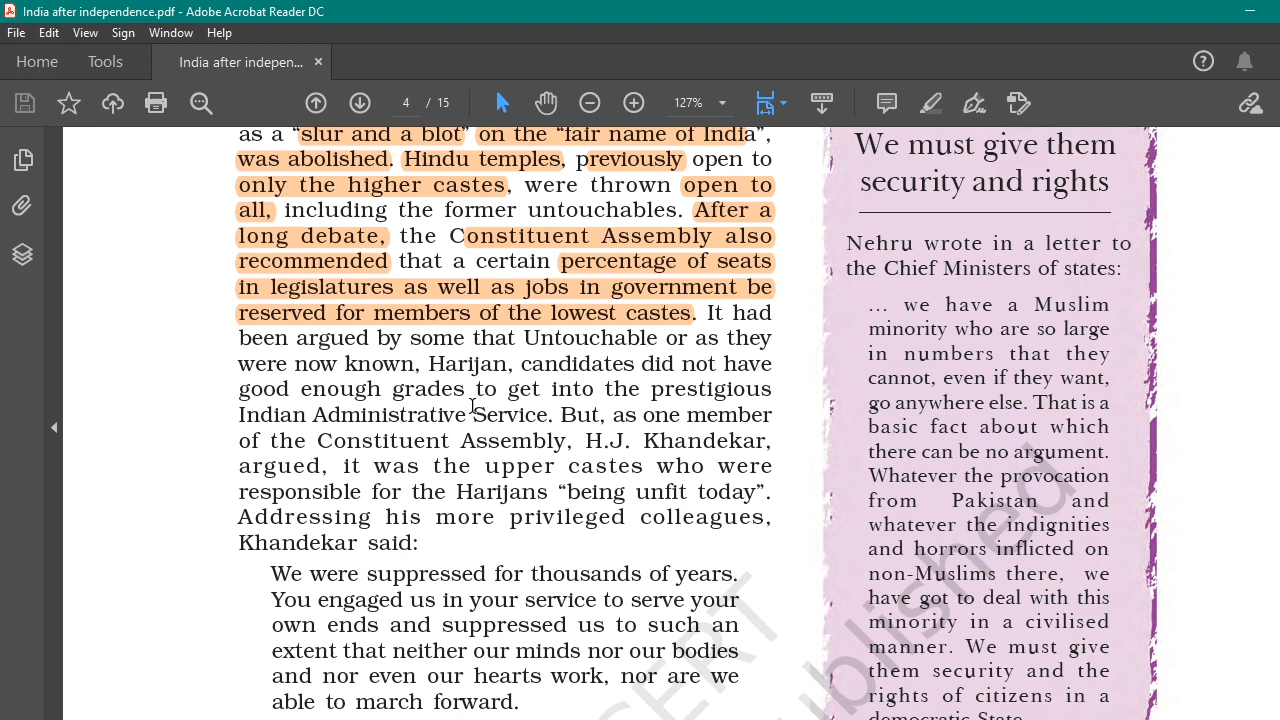 India after independence.pdf - Adobe Acrobat Reader DC
File Edit View Sign Window Help
Home Tools India after indepen... ×
4 / 15 127%
as a “slur and a blot” on the “fair name of India”,
was abolished. Hindu temples, previously open to
only the higher castes, were thrown open to
all, including the former untouchables. After a
long debate, the Constituent Assembly also
recommended that a certain percentage of seats
in legislatures as well as jobs in government be
reserved for members of the lowest castes. It had
been argued by some that Untouchable or as they
were now known, Harijan, candidates did not have
good enough grades to get into the prestigious
Indian Administrative Service. But, as one member
of the Constituent Assembly, H.J. Khandekar,
argued, it was the upper castes who were
responsible for the Harijans “being unfit today”.
Addressing his more privileged colleagues,
Khandekar said:
We were suppressed for thousands of years.
You engaged us in your service to serve your
own ends and suppressed us to such an
extent that neither our minds nor our bodies
and nor even our hearts work, nor are we
able to march forward.
We must give them
security and rights
Nehru wrote in a letter to
the Chief Ministers of states:
... we have a Muslim
minority who are so large
in numbers that they
cannot, even if they want,
go anywhere else. That is a
basic fact about which
there can be no argument.
Whatever the provocation
from Pakistan and
whatever the indignities
and horrors inflicted on
non-Muslims there, we
have got to deal with this
minority in a civilised
manner. We must give
them security and the
rights of citizens in a
democratic State.